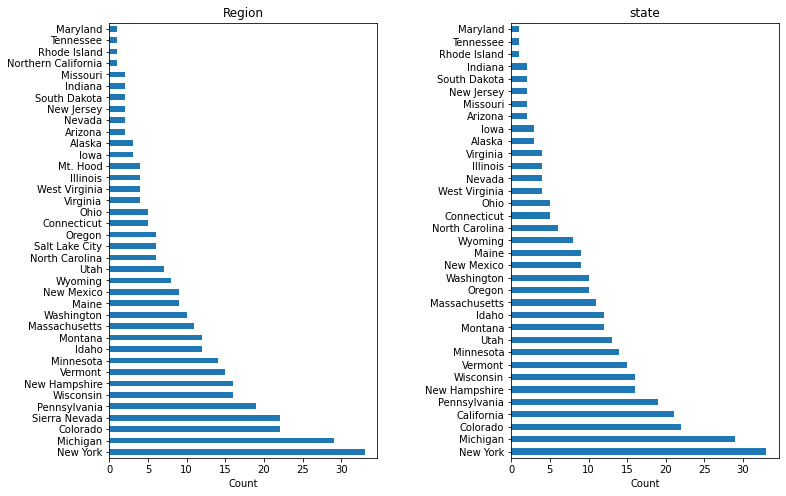 Region
Maryland
Tennessee
Rhode Island
Northern California
Missouri
Indiana
South Dakota
New Jersey
Nevada
Arizona
Alaska
Iowa
Mt. Hood
Illinois
West Virginia
Virginia
Ohio
Connecticut
Oregon
Salt Lake City
North Carolina
Utah
Wyoming
New Mexico
Maine
Washington
Massachusetts
Montana
Idaho
Minnesota
Vermont
New Hampshire
Wisconsin
Pennsylvania
Sierra Nevada
Colorado
Michigan
New York
0 5 10 15 20 25 30
Count
state
Maryland
Tennessee
Rhode Island
Indiana
South Dakota
New Jersey
Missouri
Arizona
Iowa
Alaska
Virginia
Illinois
Nevada
West Virginia
Ohio
Connecticut
North Carolina
Wyoming
Maine
New Mexico
Washington
Oregon
Massachusetts
Idaho
Montana
Utah
Minnesota
Vermont
Wisconsin
New Hampshire
Pennsylvania
California
Colorado
Michigan
New York
0 5 10 15 20 25 30
Count